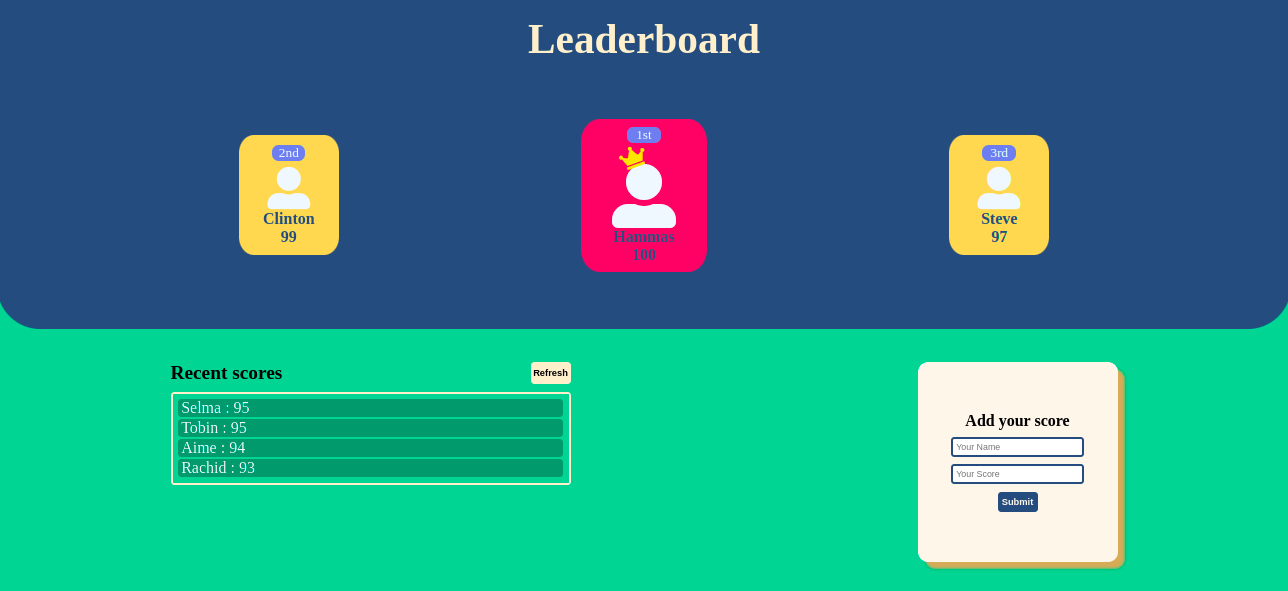 Leaderboard
2nd
Clinton
99
1st
Hammas
100
3rd
Steve
97
Recent scores
Refresh
Selma : 95
Tobin : 95
Aime : 94
Rachid : 93
Add your score
Your Name
Your Score
Submit